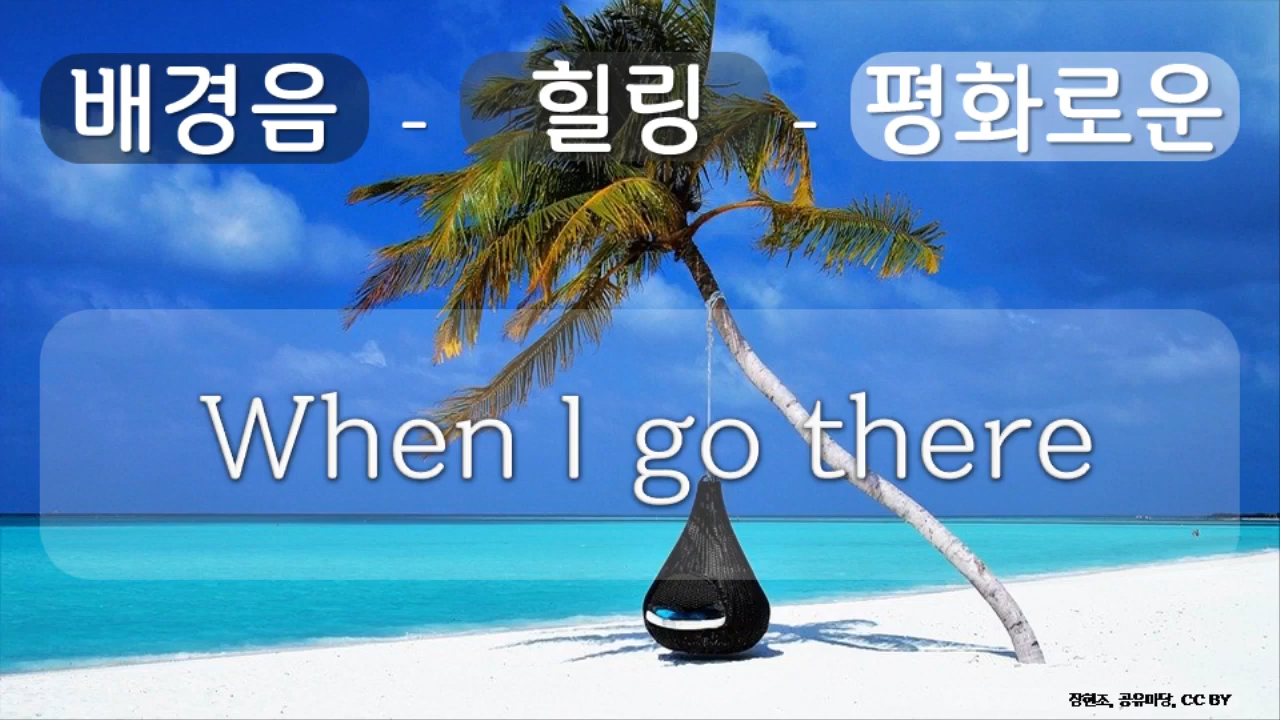 배경음 - 힐링 - 평화로운
When I go there
장현조, 공유마당, CC BY